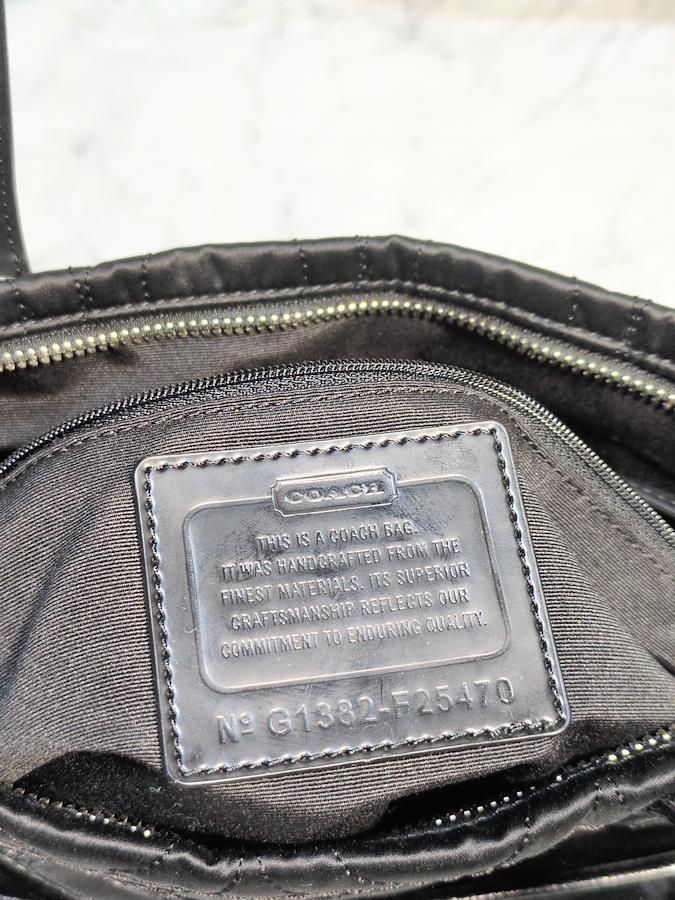 COACH
THIS IS A COACH BAG.
IT WAS HANDCRAFTED FROM THE
FINEST MATERIALS. ITS SUPERIOR
CRAFTSMANSHIP REFLECTS OUR
COMMITMENT TO ENDURING QUALITY.
Nº G1382-F25470